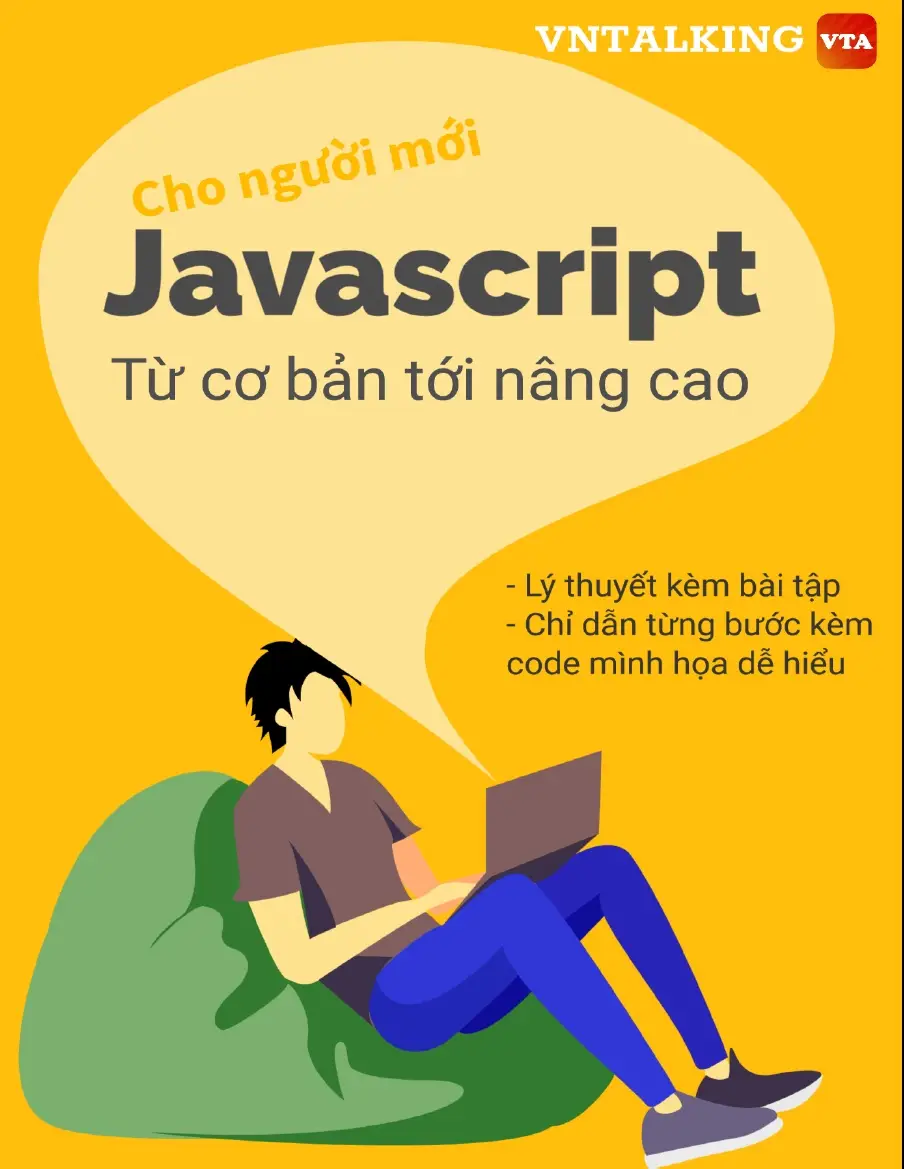 VNTALKING VTA
Cho người mới
Javascript
Từ cơ bản tới nâng cao
- Lý thuyết kèm bài tập
- Chỉ dẫn từng bước kèm
code mình họa dễ hiểu